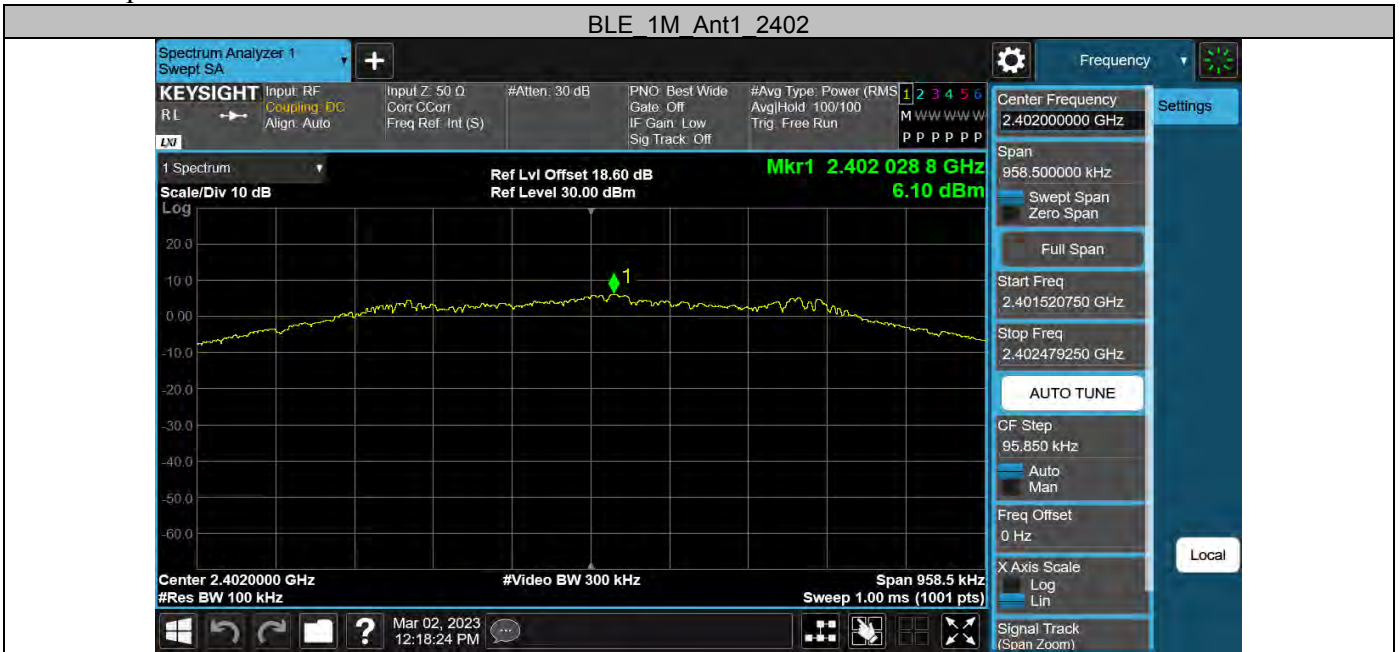 BLE_1M_Ant1_2402
Spectrum Analyzer 1
Swept SA
Frequency
KEYSIGHT
RL
LXI
Input: RF
Coupling: DC
Align: Auto
Input Z: 50 Ω
Corr CCorr
Freq Ref: Int (S)
#Atten: 30 dB
PNO: Best Wide
Gate: Off
IF Gain: Low
Sig Track: Off
#Avg Type: Power (RMS
Avg|Hold: 100/100
Trig: Free Run
1 2 3 4 5 6
M W W W W W
P P P P P P
1 Spectrum
Scale/Div 10 dB
Ref Lvl Offset 18.60 dB
Ref Level 30.00 dBm
Mkr1 2.402 028 8 GHz
6.10 dBm
Log
20.0
10.0
0.00
-10.0
-20.0
-30.0
-40.0
-50.0
-60.0
1
Center 2.4020000 GHz
#Res BW 100 kHz
#Video BW 300 kHz
Span 958.5 kHz
Sweep 1.00 ms (1001 pts)
?
Mar 02, 2023
12:18:24 PM
Center Frequency
2.402000000 GHz
Settings
Span
958.500000 kHz
Swept Span
Zero Span
Full Span
Start Freq
2.401520750 GHz
Stop Freq
2.402479250 GHz
AUTO TUNE
CF Step
95.850 kHz
Auto
Man
Freq Offset
0 Hz
X Axis Scale
Log
Lin
Local
Signal Track
(Span Zoom)